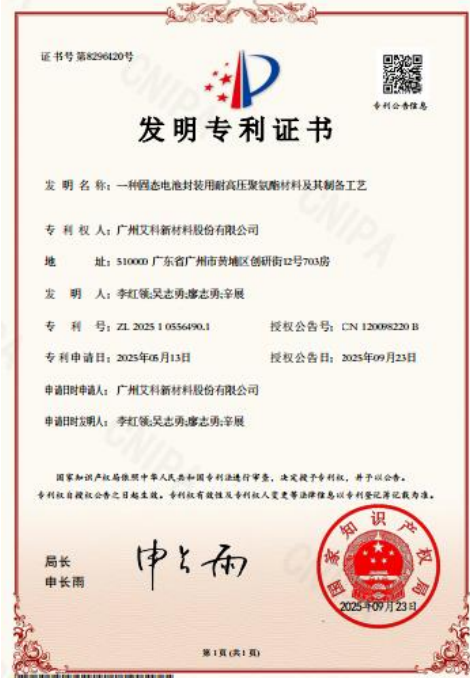 证书号第8296420号
专利公告信息
发明专利证书
发明名称：一种固态电池封装用耐高压聚氨酯材料及其制备工艺
专利权人：广州艾科新材料股份有限公司
地址：510000 广东省广州市黄埔区创研街12号703房
发明人：李红领;吴志勇;廖志勇;辛展
专利号：ZL 2025 1 0556490.1 授权公告号：CN 120098220 B
专利申请日：2025年05月13日 授权公告日：2025年09月23日
申请日时申请人：广州艾科新材料股份有限公司
申请日时发明人：李红领;吴志勇;廖志勇;辛展
国家知识产权局依照中华人民共和国专利法进行审查，决定授予专利权，并予以公告。
专利权自授权公告之日起生效。专利权有效性及专利权人变更等法律信息以专利登记簿记载为准。
局长
申长雨
申长雨
国家知识产权局
2025年09月23日
第1页(共1页)
CNIPA
CNIPA
CNIPA